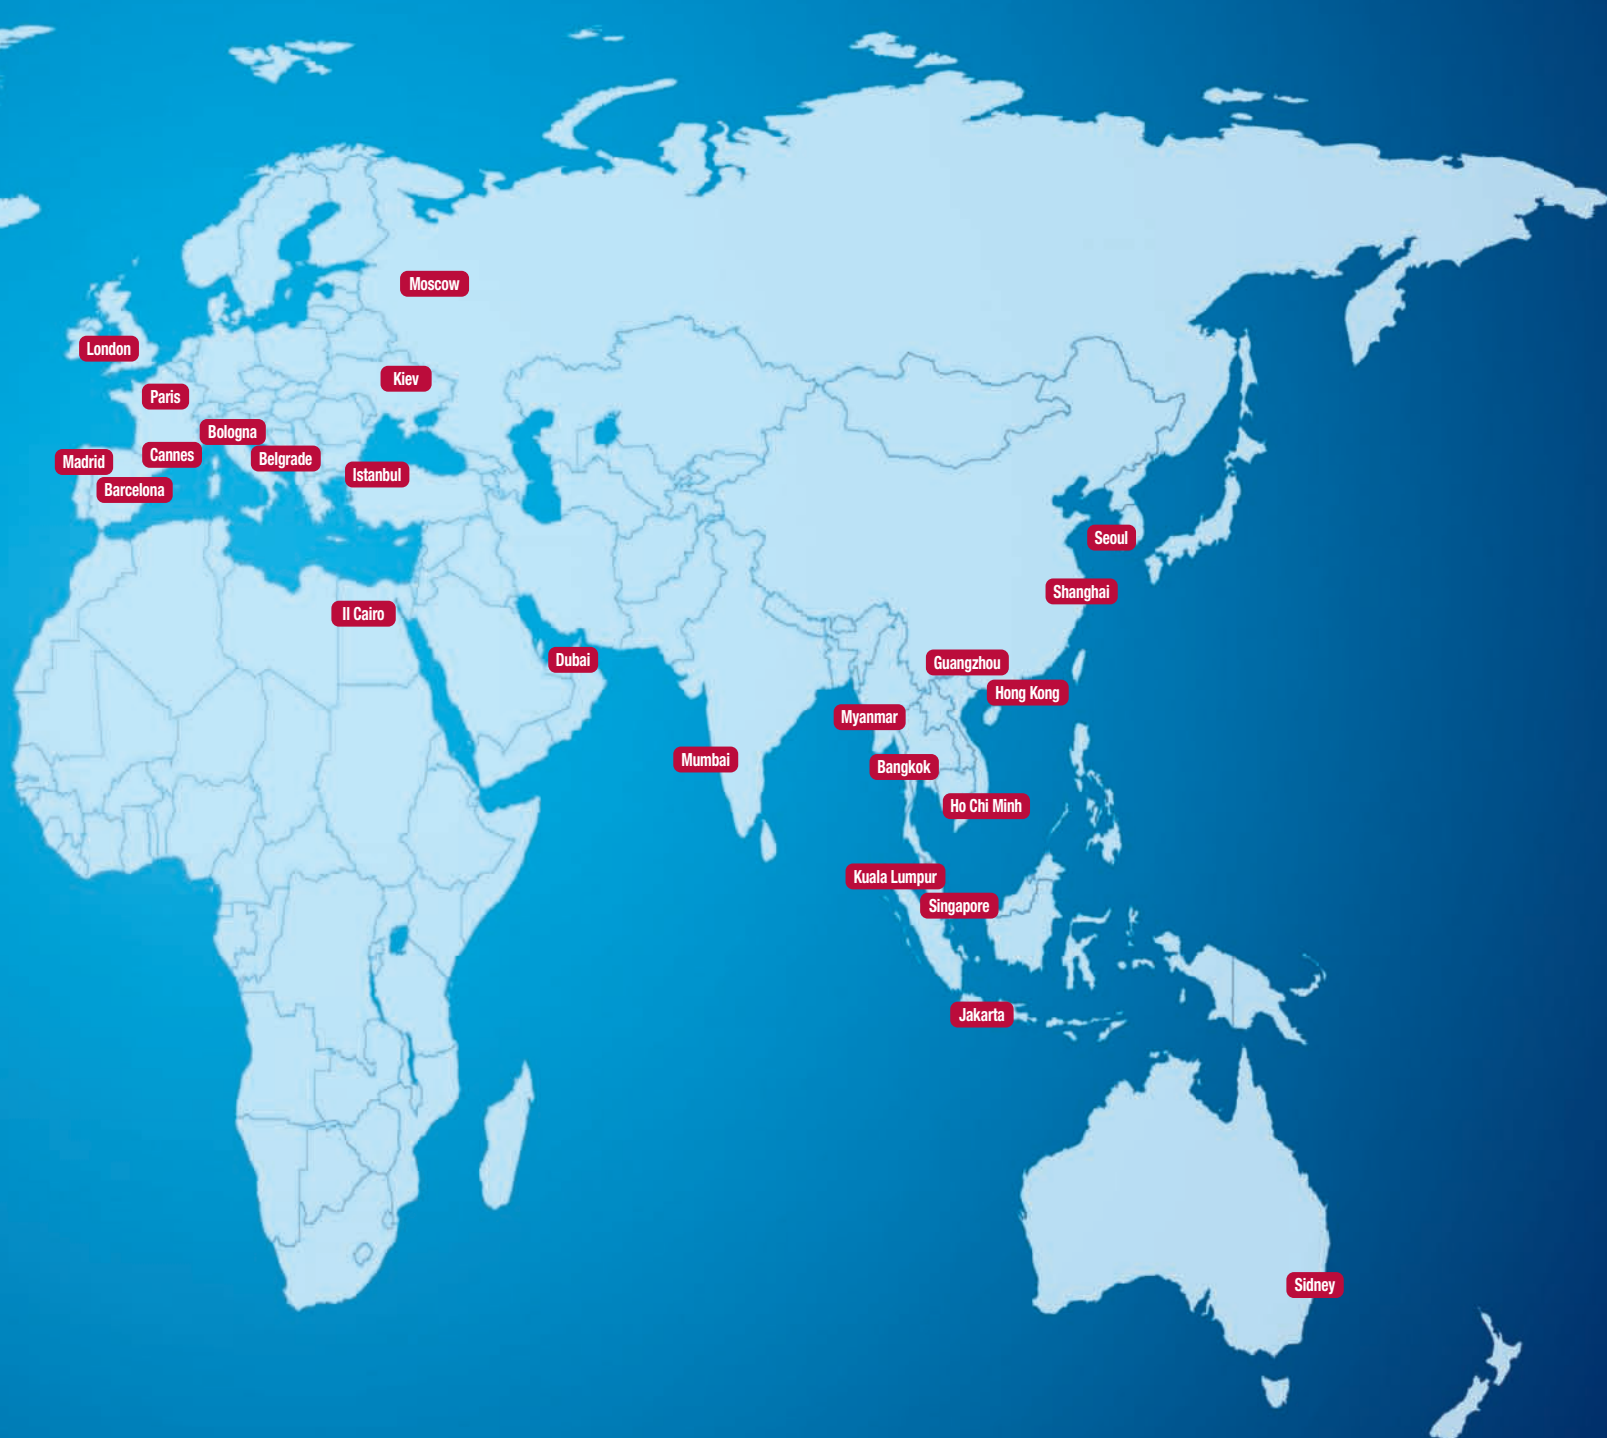 Moscow
London
Kiev
Paris
Bologna
Cannes
Belgrade
Madrid
Istanbul
Barcelona
Seoul
Shanghai
Il Cairo
Dubai
Guangzhou
Hong Kong
Myanmar
Mumbai
Bangkok
Ho Chi Minh
Kuala Lumpur
Singapore
Jakarta
Sidney